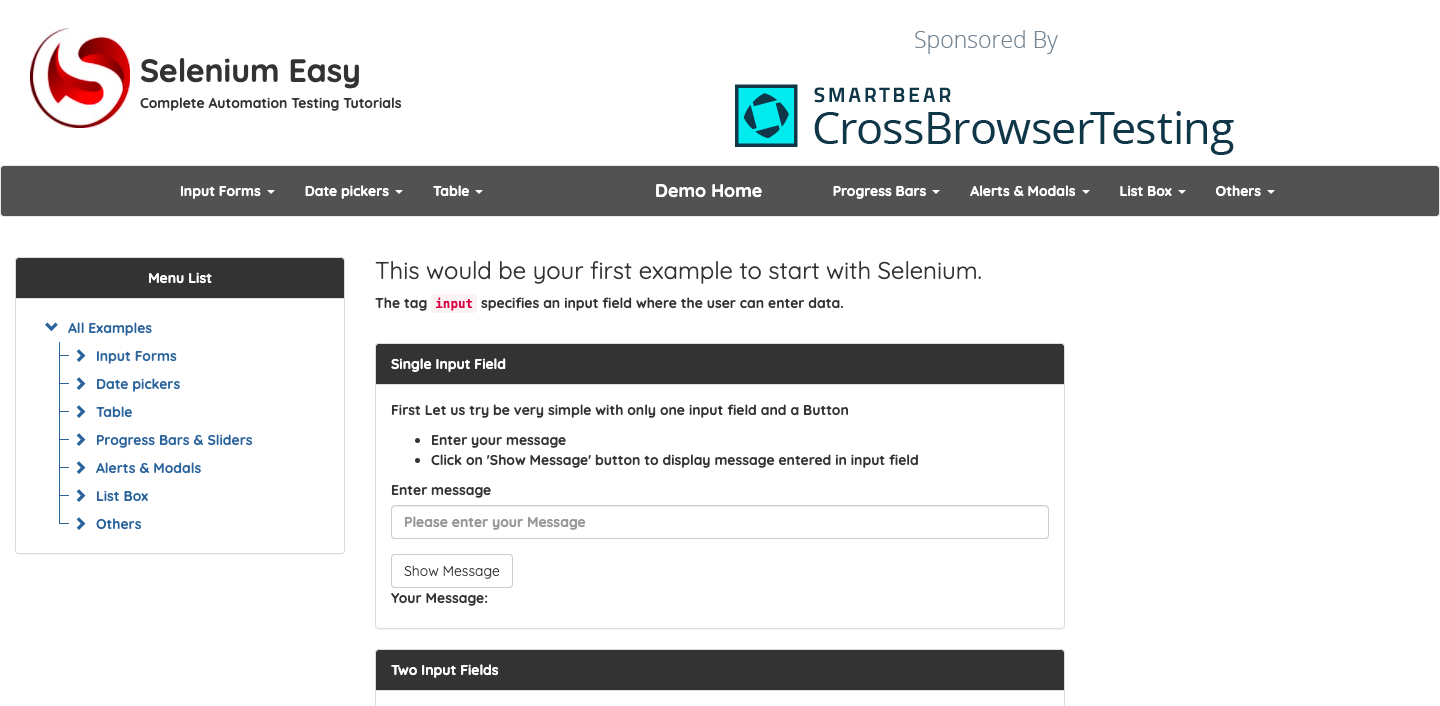 Selenium Easy
Complete Automation Testing Tutorials
Sponsored By
SMARTBEAR
CrossBrowserTesting
Input Forms Date pickers Table Demo Home Progress Bars Alerts & Modals List Box Others
Menu List
All Examples
Input Forms
Date pickers
Table
Progress Bars & Sliders
Alerts & Modals
List Box
Others
This would be your first example to start with Selenium.
The tag input specifies an input field where the user can enter data.
Single Input Field
First Let us try be very simple with only one input field and a Button
Enter your message
Click on 'Show Message' button to display message entered in input field
Enter message
Please enter your Message
Show Message
Your Message:
Two Input Fields